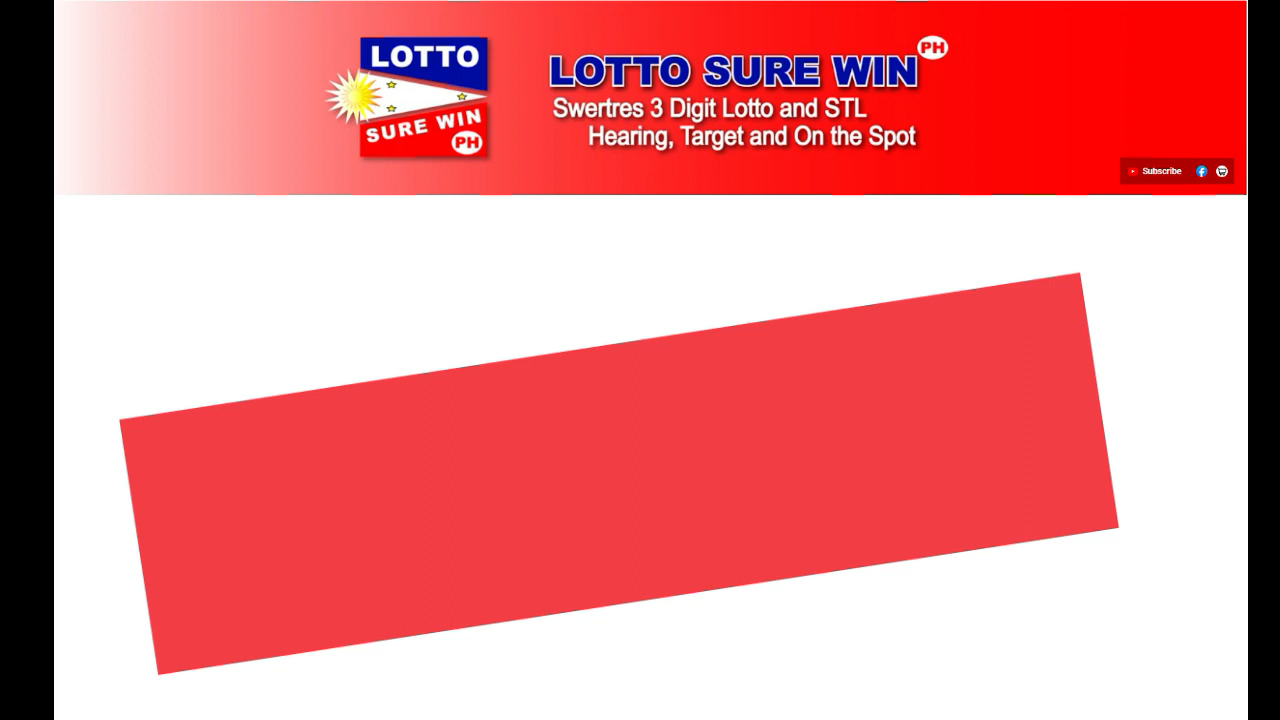 LOTTO
SURE WIN
PH
LOTTO SURE WIN PH
Swertres 3 Digit Lotto and STL
Hearing, Target and On the Spot
Subscribe